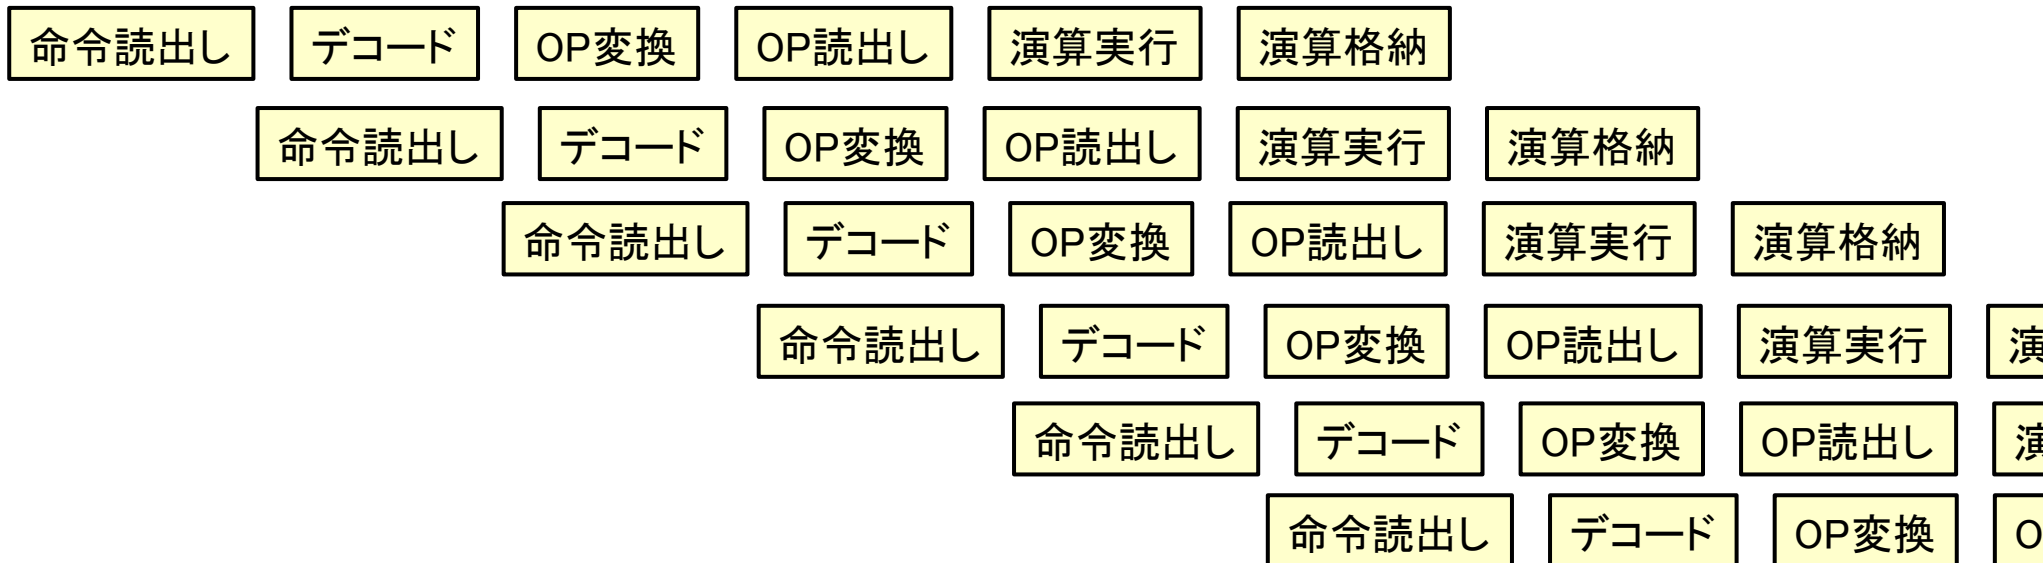 命令読出し デコード OP変換 OP読出し 演算実行 演算格納
命令読出し デコード OP変換 OP読出し 演算実行 演算格納
命令読出し デコード OP変換 OP読出し 演算実行 演算格納
命令読出し デコード OP変換 OP読出し 演算実行 演
命令読出し デコード OP変換 OP読出し 演
命令読出し デコード OP変換 O